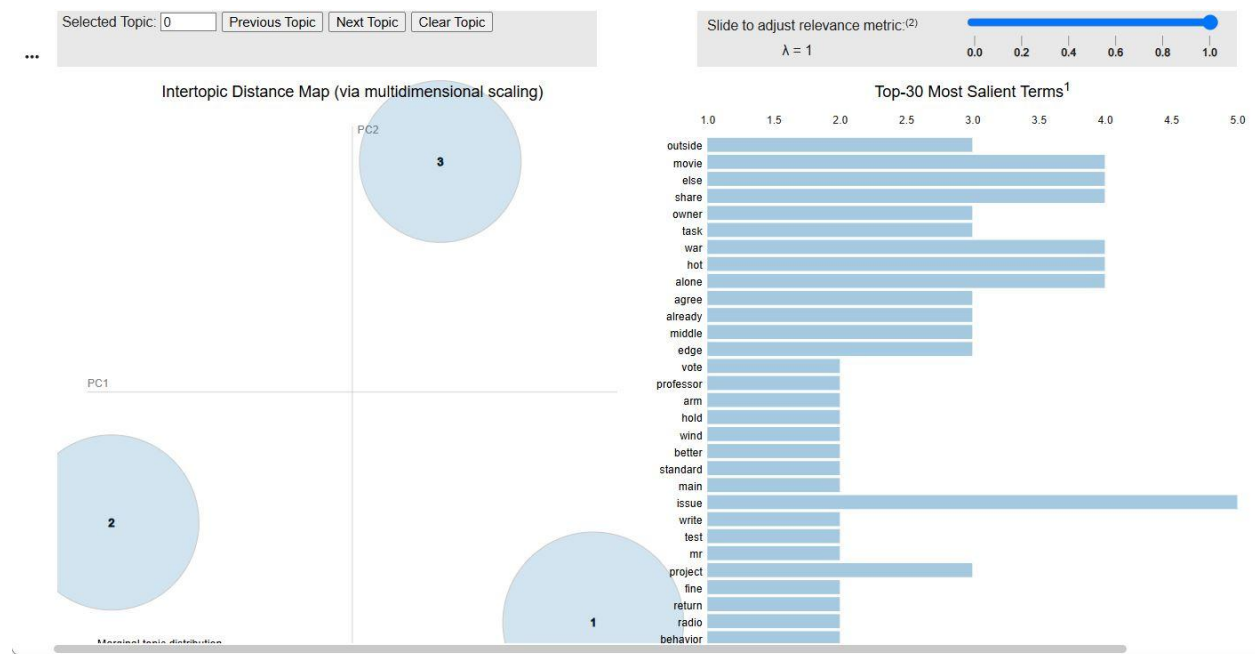 Selected Topic: 0 Previous Topic Next Topic Clear Topic
Slide to adjust relevance metric:(2)
λ = 1
0.0 0.2 0.4 0.6 0.8 1.0
...
Intertopic Distance Map (via multidimensional scaling)
PC2
PC1
3
2
1
Marginal topic distribution
Top-30 Most Salient Terms1
1.0 1.5 2.0 2.5 3.0 3.5 4.0 4.5 5.0
outside
movie
else
share
owner
task
war
hot
alone
agree
already
middle
edge
vote
professor
arm
hold
wind
better
standard
main
issue
write
test
mr
project
fine
return
radio
behavior